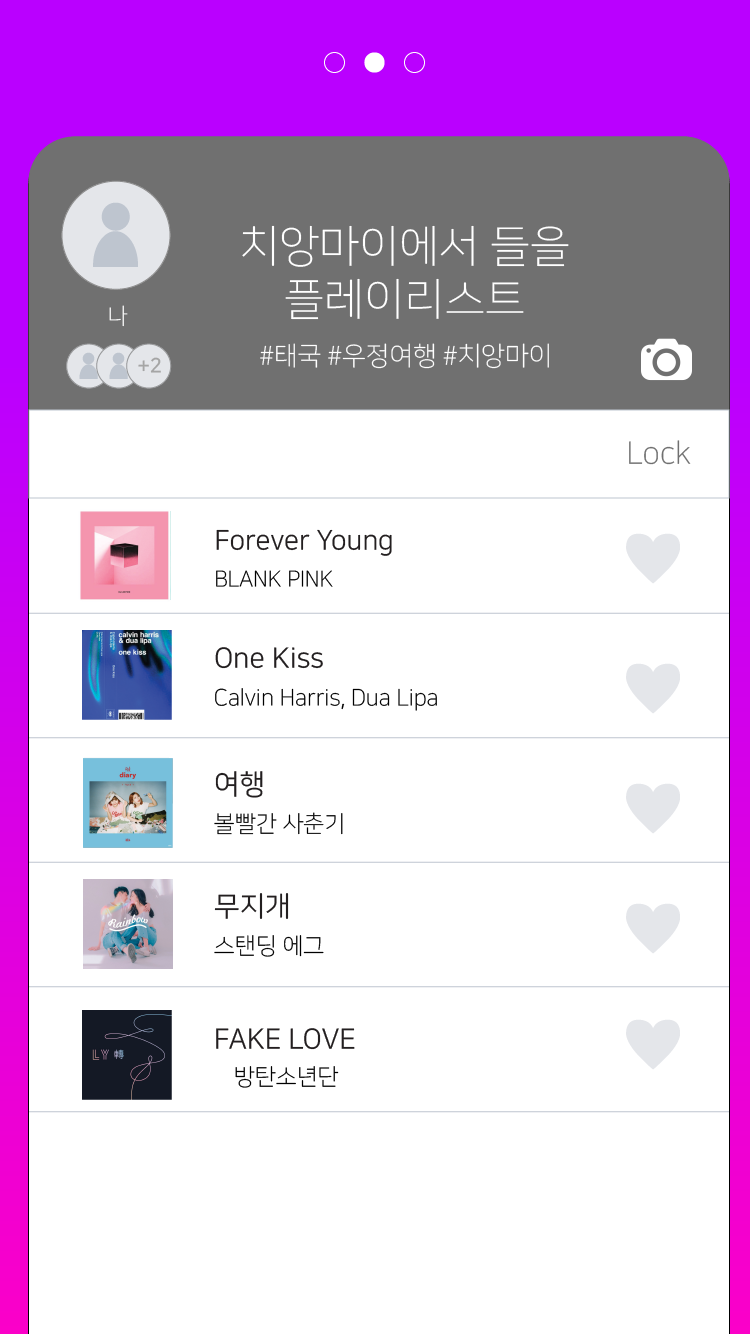 치앙마이에서 들을
플레이리스트
나
+2
#태국 #우정여행 #치앙마이
Lock
Forever Young
BLANK PINK
calvin harris
& dua lipa
one kiss
One Kiss
Calvin Harris, Dua Lipa
diary
여행
볼빨간 사춘기
Rainbow
무지개
스탠딩 에그
LY 轉
FAKE LOVE
방탄소년단